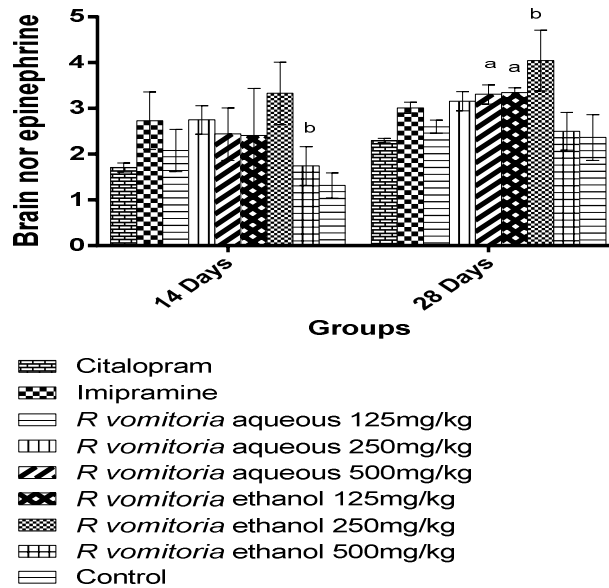 Brain nor epinephrine
5
4
3
2
1
0
b
a
a
b
14 Days
28 Days
Groups
Citalopram
Imipramine
R vomitoria aqueous 125mg/kg
R vomitoria aqueous 250mg/kg
R vomitoria aqueous 500mg/kg
R vomitoria ethanol 125mg/kg
R vomitoria ethanol 250mg/kg
R vomitoria ethanol 500mg/kg
Control